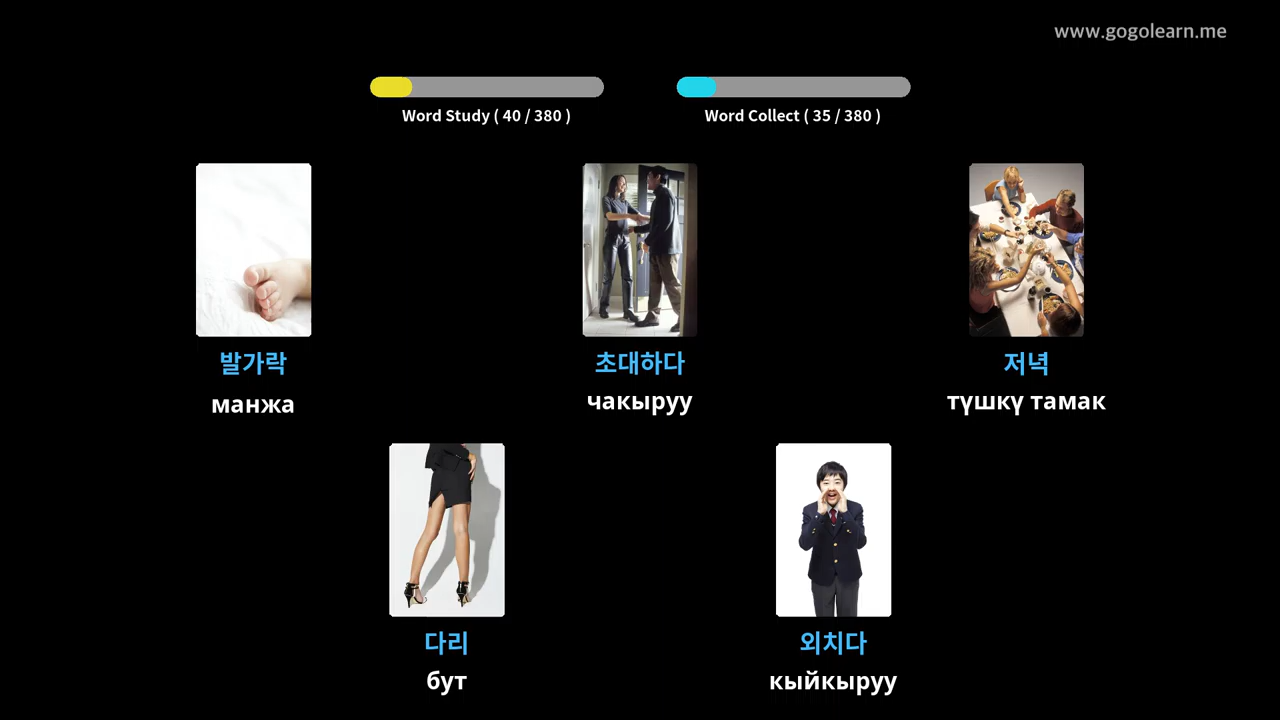 www.gogolearn.me
Word Study ( 40 / 380 )
Word Collect ( 35 / 380 )
발가락
манжа
초대하다
чакыруу
저녁
түшкү тамак
다리
бут
외치다
кыйкыруу